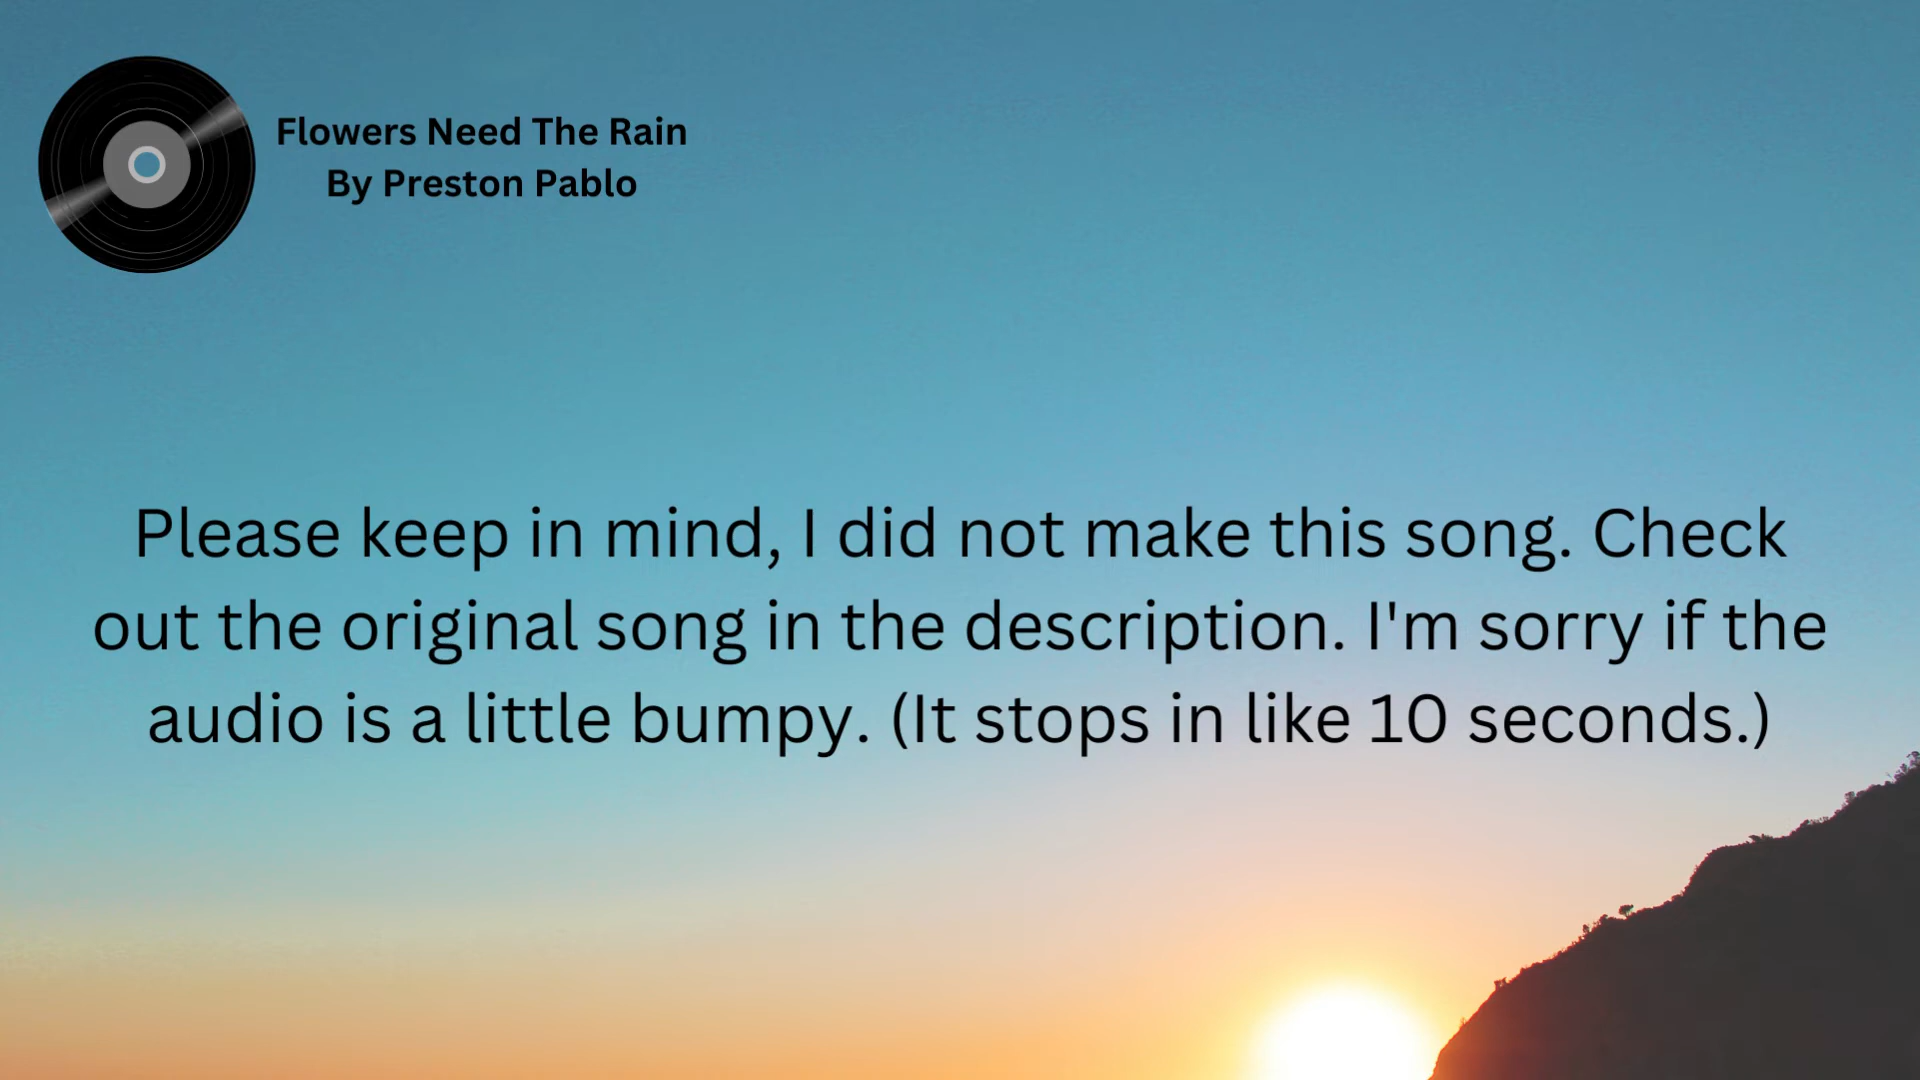 Flowers Need The Rain
By Preston Pablo
Please keep in mind, I did not make this song. Check
out the original song in the description. I'm sorry if the
audio is a little bumpy. (It stops in like 10 seconds.)